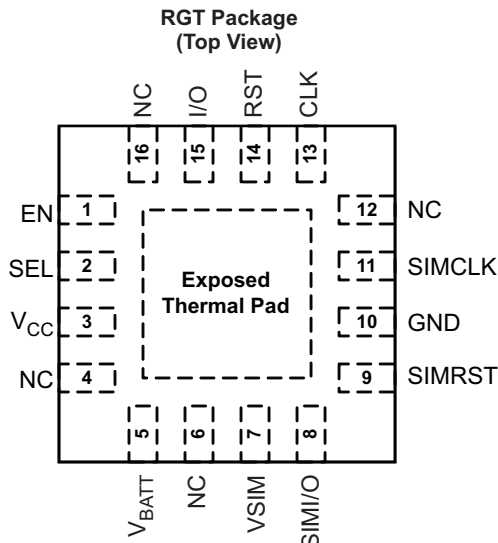 RGT Package
(Top View)
NC
I/O
RST
CLK
16
15
14
13
EN 1
12 NC
SEL 2
11 SIMCLK
Exposed
Thermal Pad
VCC 3
10 GND
NC 4
9 SIMRST
5
6
7
8
VBATT
NC
VSIM
SIMI/O